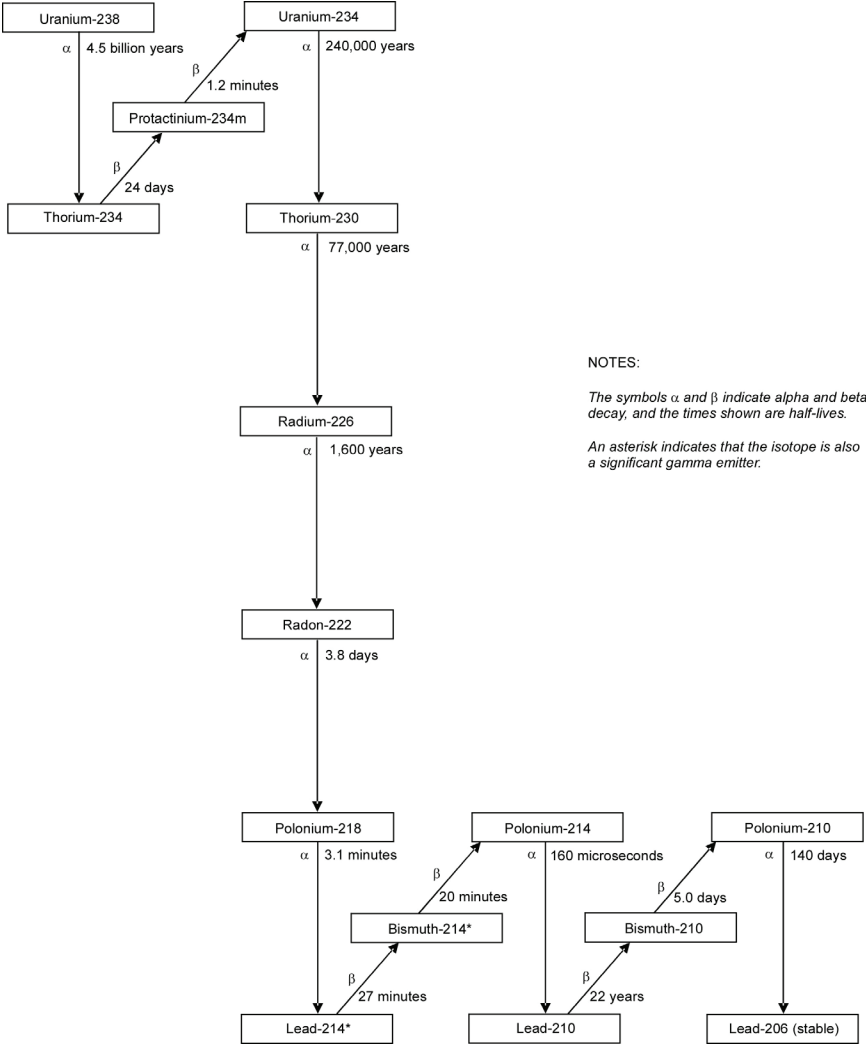 Uranium-238
Uranium-234
α 4.5 billion years
α 240,000 years
β
1.2 minutes
Protactinium-234m
β
24 days
Thorium-234
Thorium-230
α 77,000 years
NOTES:
The symbols α and β indicate alpha and beta
decay, and the times shown are half-lives.
An asterisk indicates that the isotope is also
a significant gamma emitter.
Radium-226
α 1,600 years
Radon-222
α 3.8 days
Polonium-218
Polonium-214
Polonium-210
α 3.1 minutes
α 160 microseconds
α 140 days
β
20 minutes
β
5.0 days
Bismuth-214*
Bismuth-210
β
27 minutes
β
22 years
Lead-214*
Lead-210
Lead-206 (stable)